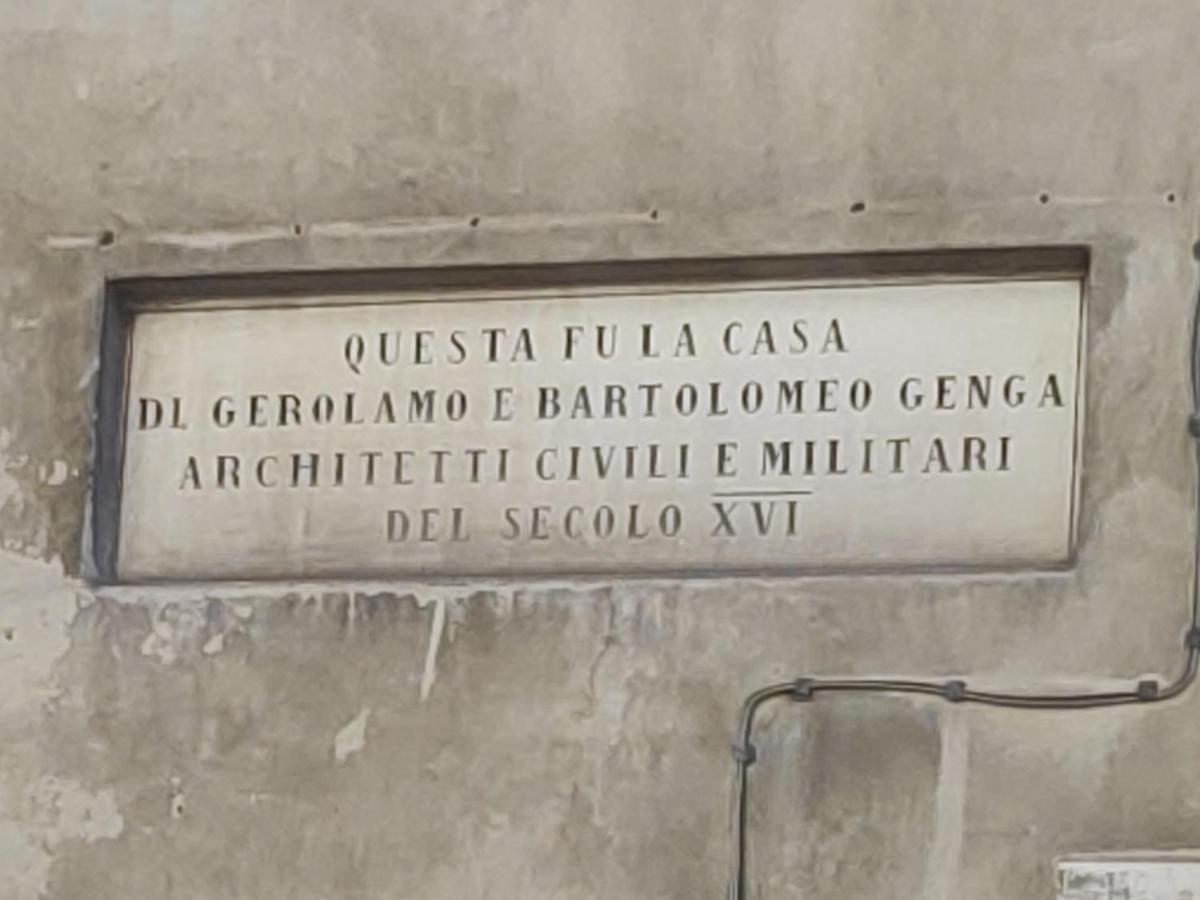 QUESTA FU LA CASA
DI GEROLAMO E BARTOLOMEO GENGA
ARCHITETTI CIVILI E MILITARI
DEL SECOLO XVI